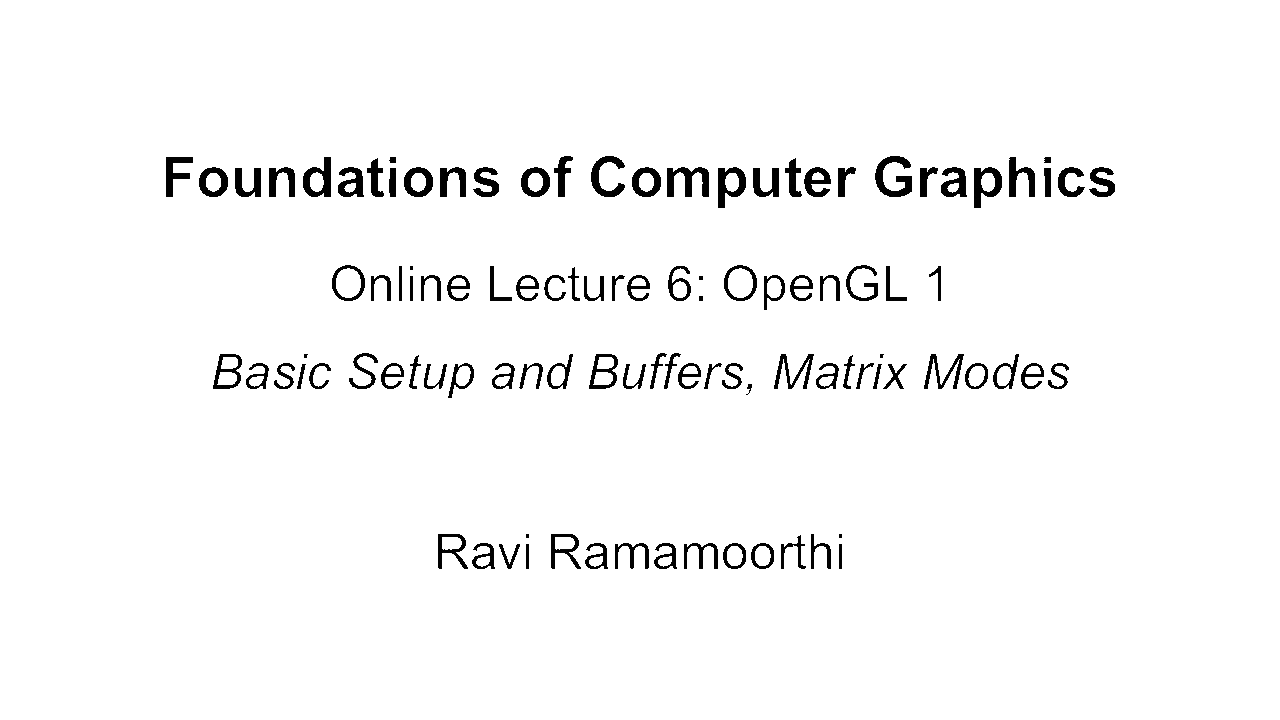 Foundations of Computer Graphics
Online Lecture 6: OpenGL 1
Basic Setup and Buffers, Matrix Modes
Ravi Ramamoorthi